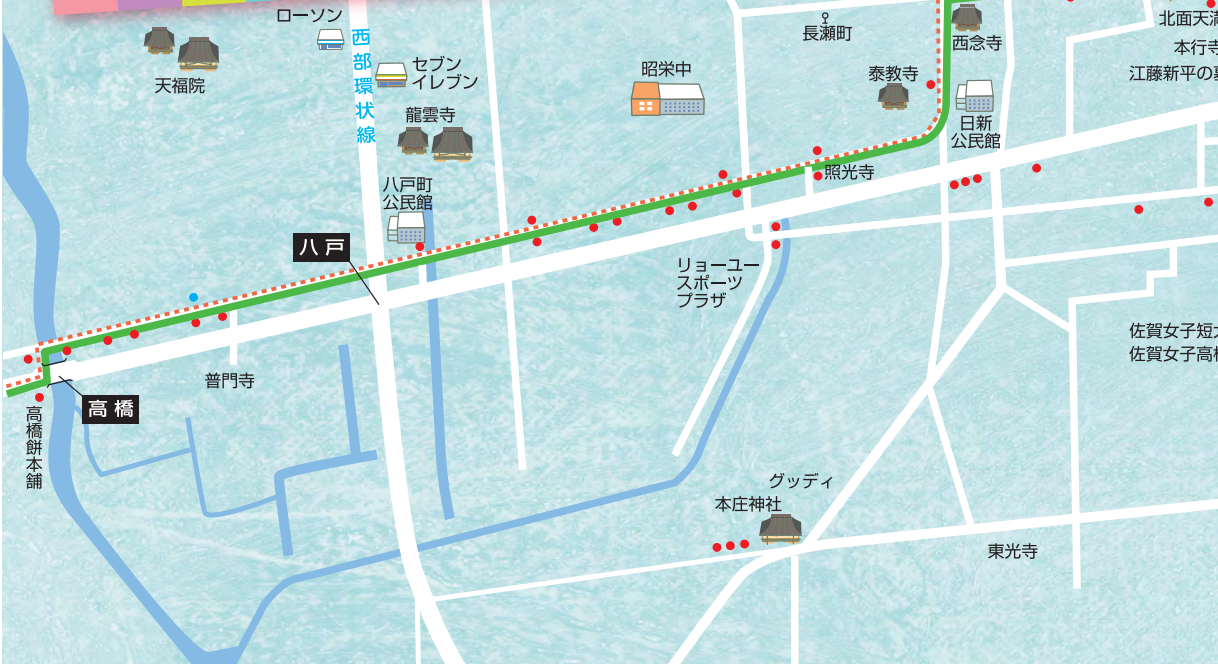 ローソン
西部環状線
セブン
イレブン
天福院
龍雲寺
八戸町
公民館
八戸
昭栄中
長瀬町
西念寺
泰教寺
日新
公民館
照光寺
北面天満
本行寺
江藤新平の墓
リョーユー
スポーツ
プラザ
佐賀女子短大
佐賀女子高校
普門寺
高橋
高橋餅本舗
グッディ
本庄神社
東光寺